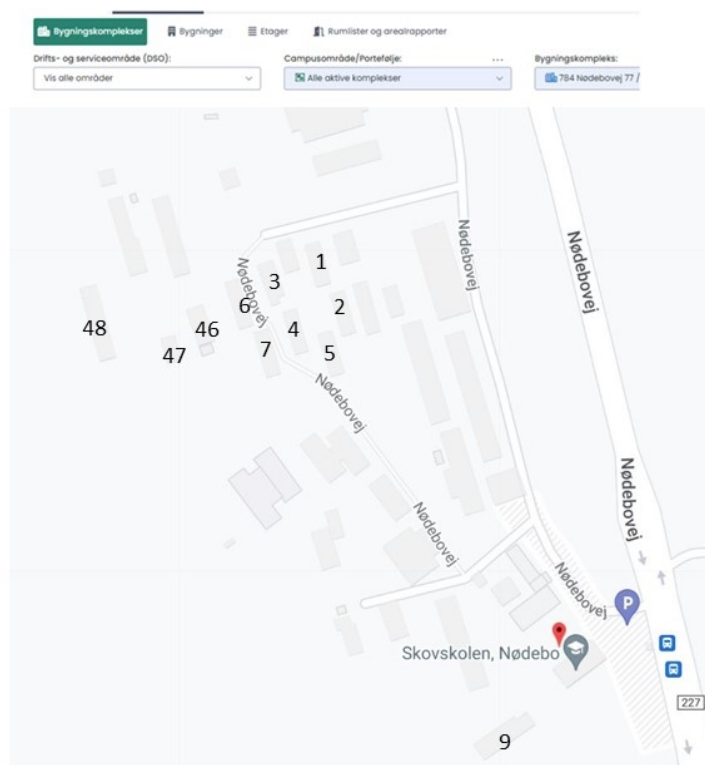 Bygningskomplekser Bygninger Etager Rumlister og arealrapporter
Drifts- og serviceområde (DSO): Campusområde/Portefølje: ... Bygningskompleks:
Vis alle områder Alle aktive komplekser 784 Nødebovej 77 /
Nødebovej
Nødebovej
Nødebovej
1
3
6
2
48
46
4
47
7
5
Nødebovej
Nødebovej
Nødebovej
Nødebovej
P
Skovskolen, Nødebo
227
9